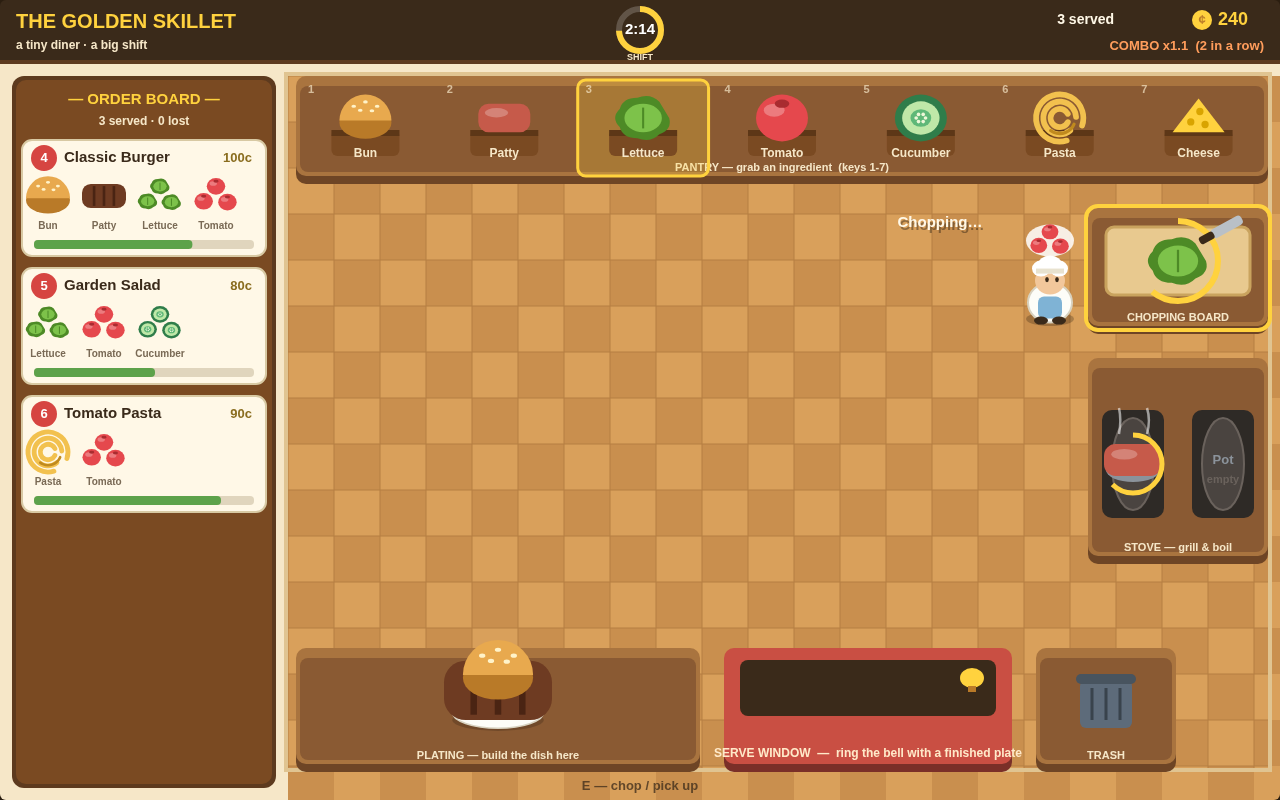 THE GOLDEN SKILLET
a tiny diner · a big shift
2:14
SHIFT
3 served
¢ 240
COMBO x1.1 (2 in a row)
— ORDER BOARD —
3 served · 0 lost
4 Classic Burger 100c
Bun Patty Lettuce Tomato
5 Garden Salad 80c
Lettuce Tomato Cucumber
6 Tomato Pasta 90c
Pasta Tomato
1 2 3 4 5 6 7
Bun Patty Lettuce Tomato Cucumber Pasta Cheese
PANTRY — grab an ingredient (keys 1-7)
Chopping…
CHOPPING BOARD
Pot
empty
STOVE — grill & boil
PLATING — build the dish here
SERVE WINDOW — ring the bell with a finished plate
TRASH
E — chop / pick up